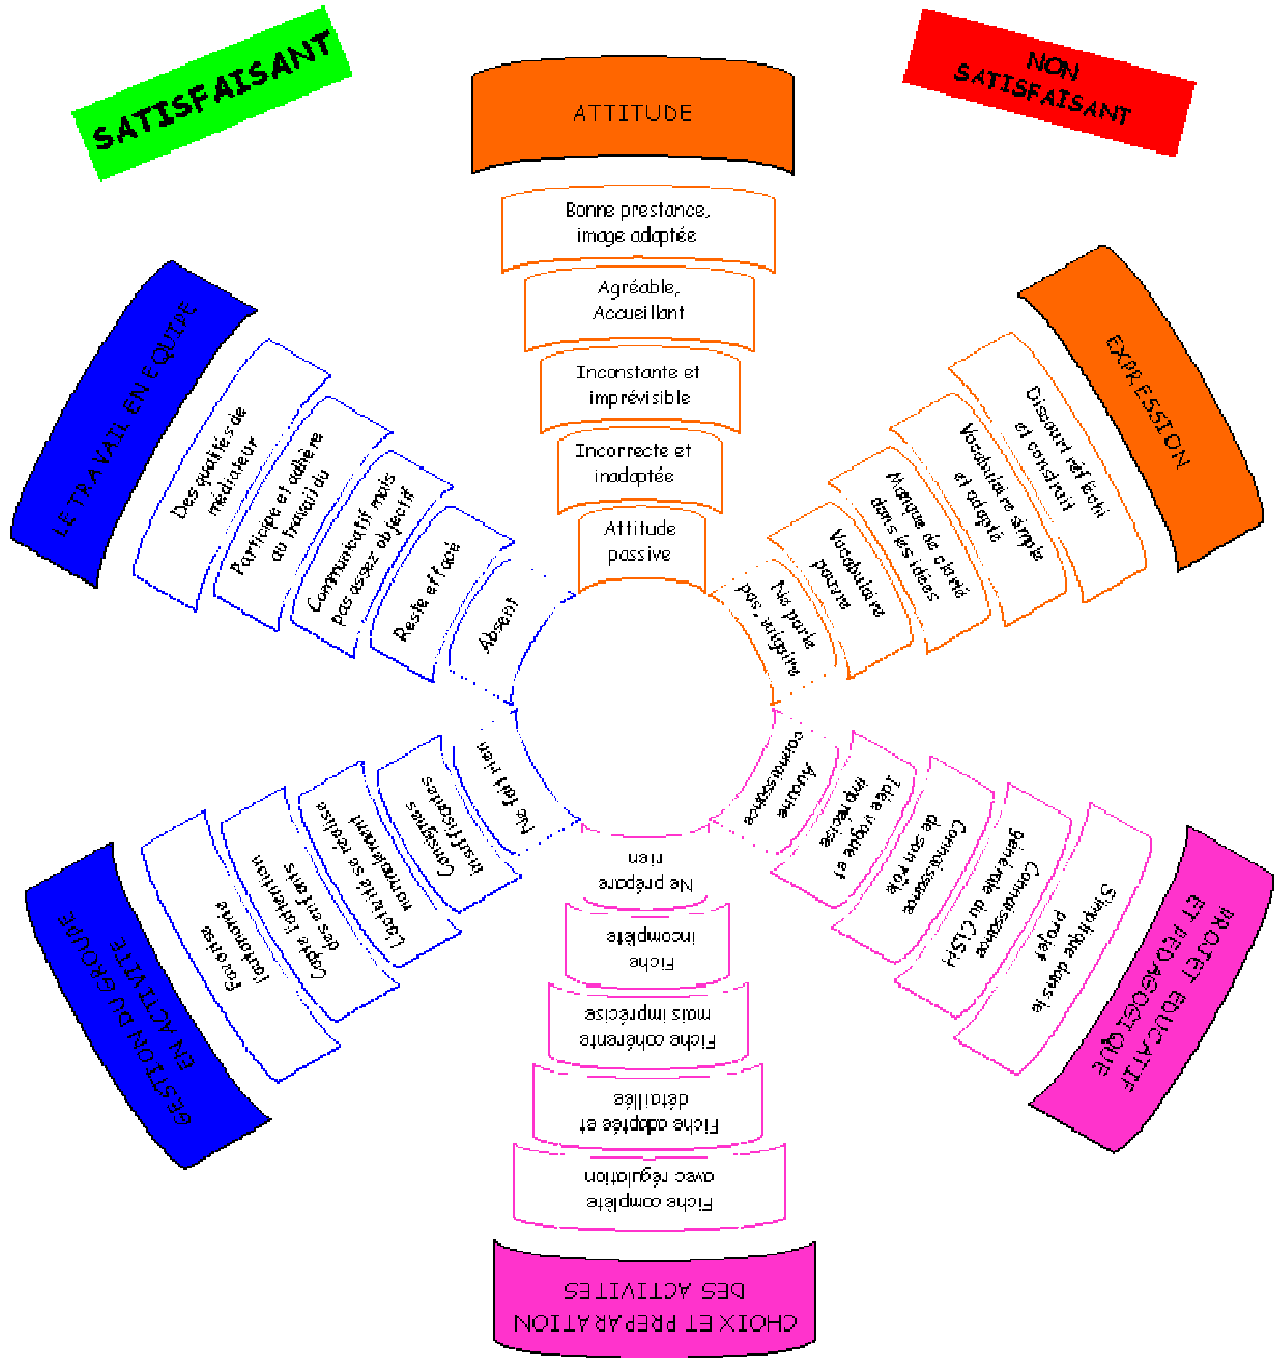 SATISFAISANT
NON
SATISFAISANT
ATTITUDE
Bonne prestance,
image adaptée
Agréable,
Accueillant
Inconstante et
imprévisible
Incorrecte et
inadaptée
Attitude
passive
EXPRESSION
Discourt réfléchi
et construit
Vocabulaire simple
et adapté
Manque de clarté
dans les idées
Vocabulaire
pauvre
Ne parle
pas, vulgaire
PROJET EDUCATIF
ET PEDAGOGIQUE
S'implique dans le
projet
Connaissance
générale du CLSH
Connaissance
de son rôle
Idée vague et
imprécise
Aucune
connaissance
CHOIX ET PREPARATION
DES ACTIVITES
Fiche complète
avec régulation
Fiche adaptée et
détaillée
Fiche cohérente
mais imprécise
Fiche
incomplète
Ne prépare
rien
GESTION DU GROUPE
EN ACTIVITE
Favorise
l'autonomie
Capte l'attention
des enfants
L'activité se réalise
normalement
Consignes
insuffisantes
Ne fait rien
LE TRAVAIL EN EQUIPE
Des qualités de
médiateur
Participe et adhère
au travail du
Communicatif mais
pas assez objectif
Reste effacé
Absent